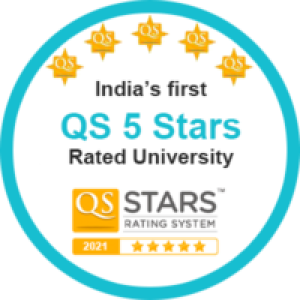 QS QS QS QS QS
India's first
QS 5 Stars
Rated University
QS STARS™
RATING SYSTEM
2021